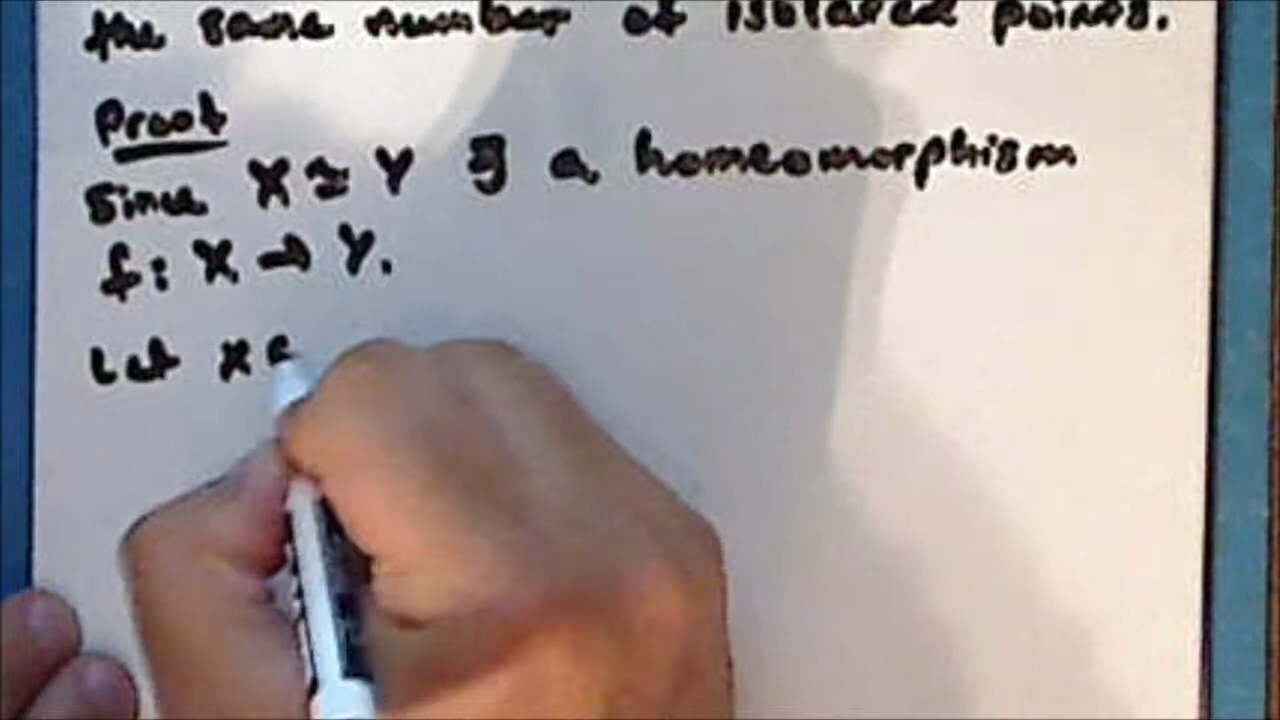 the same number of isolated points.
Proof
Since X ≅ Y ∃ a homeomorphism
f: X → Y.
Let x ∈